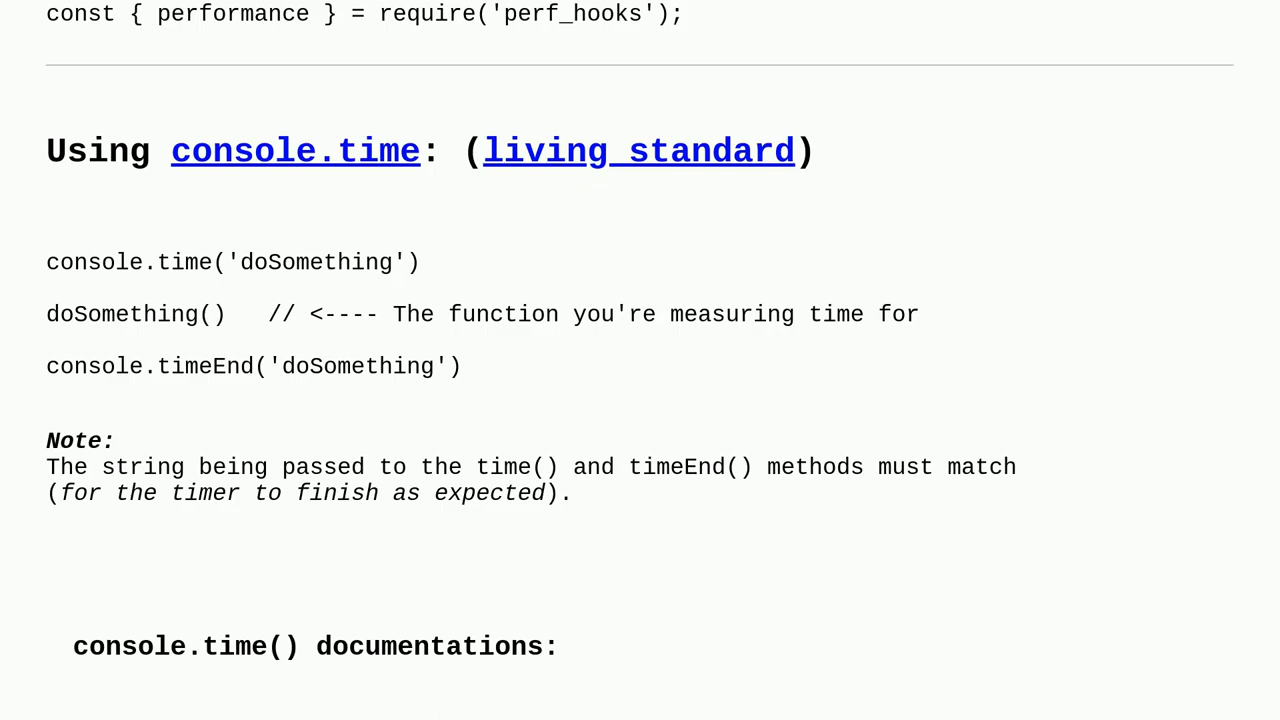 const { performance } = require('perf_hooks');
Using console.time: (living standard)
console.time('doSomething')
doSomething()   // <---- The function you're measuring time for
console.timeEnd('doSomething')
Note:
The string being passed to the time() and timeEnd() methods must match
(for the timer to finish as expected).
console.time() documentations: